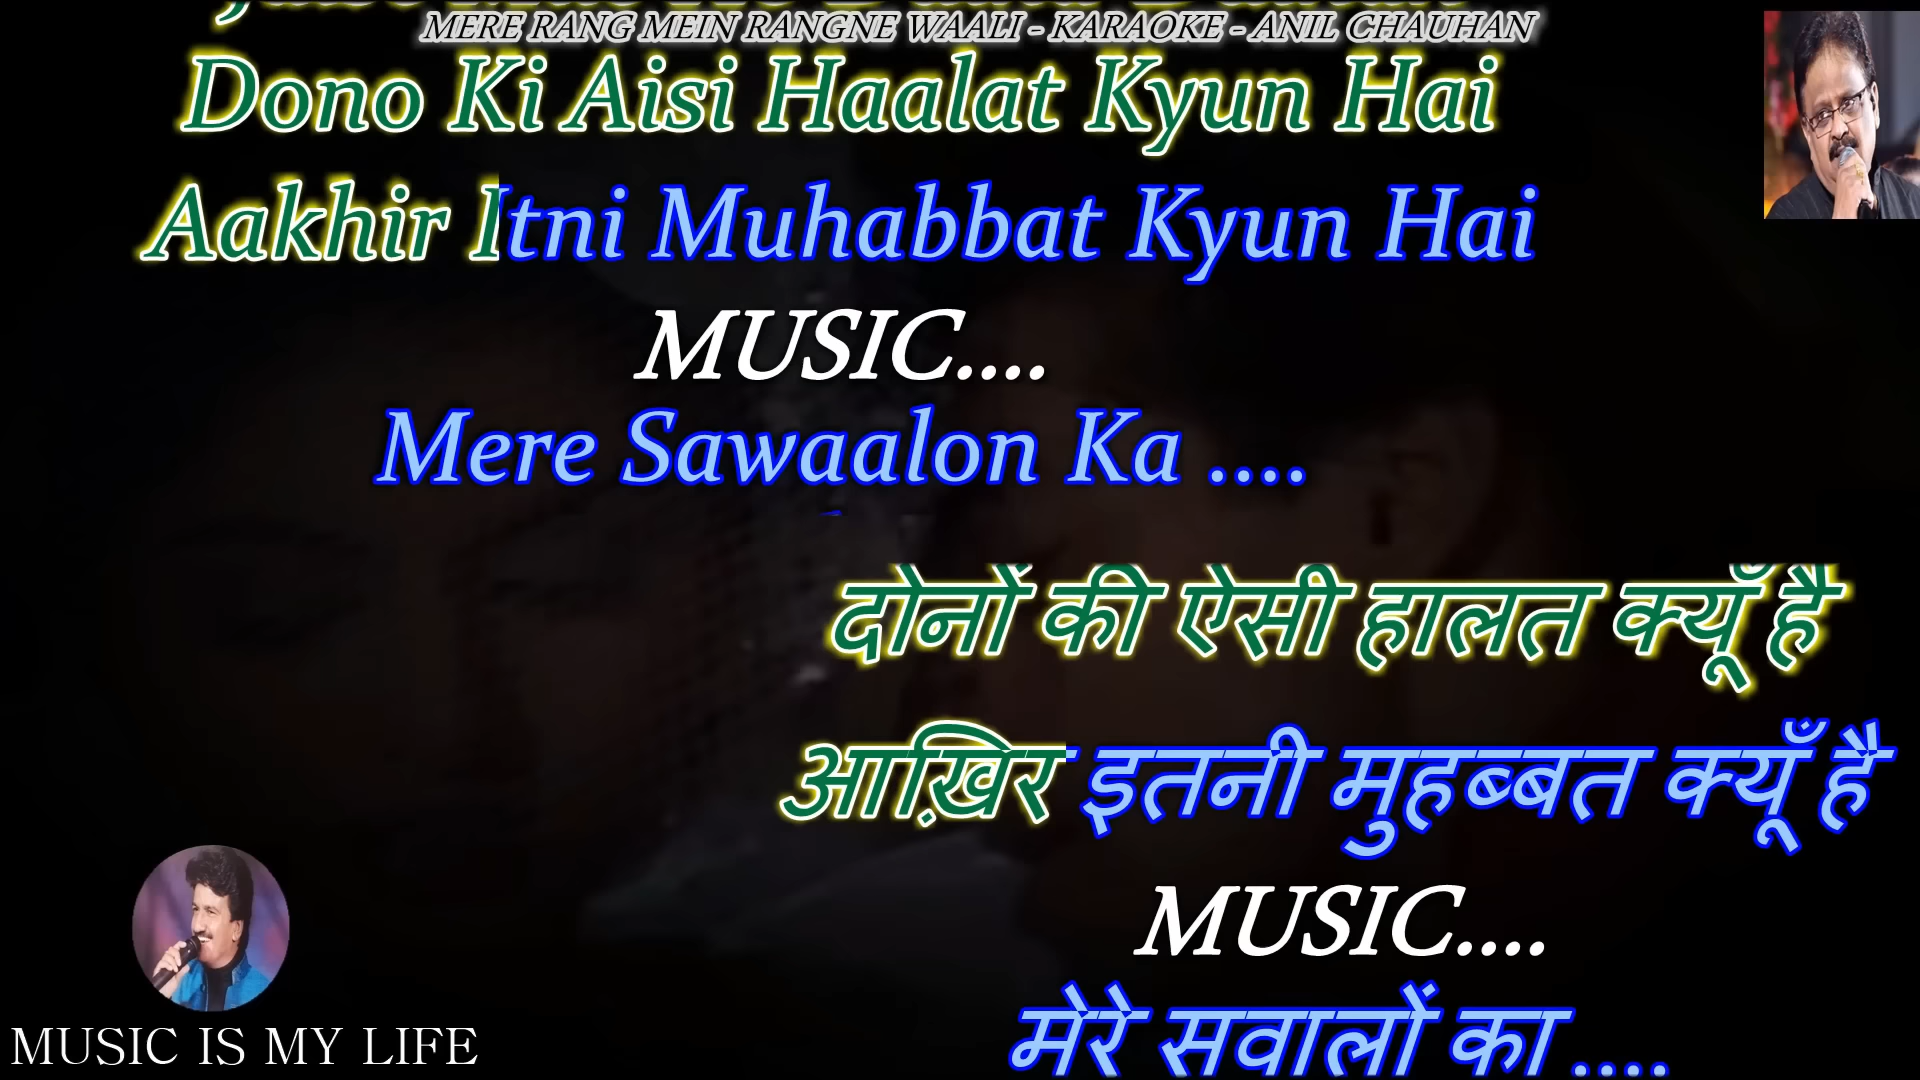 MERE RANG MEIN RANGNE WAALI - KARAOKE - ANIL CHAUHAN
Dono Ki Aisi Haalat Kyun Hai
Aakhir Itni Muhabbat Kyun Hai
MUSIC....
Mere Sawaalon Ka ....
दोनों की ऐसी हालत क्यूँ है
आख़िर इतनी मुहब्बत क्यूँ है
MUSIC....
मेरे सवालों का ....
MUSIC IS MY LIFE